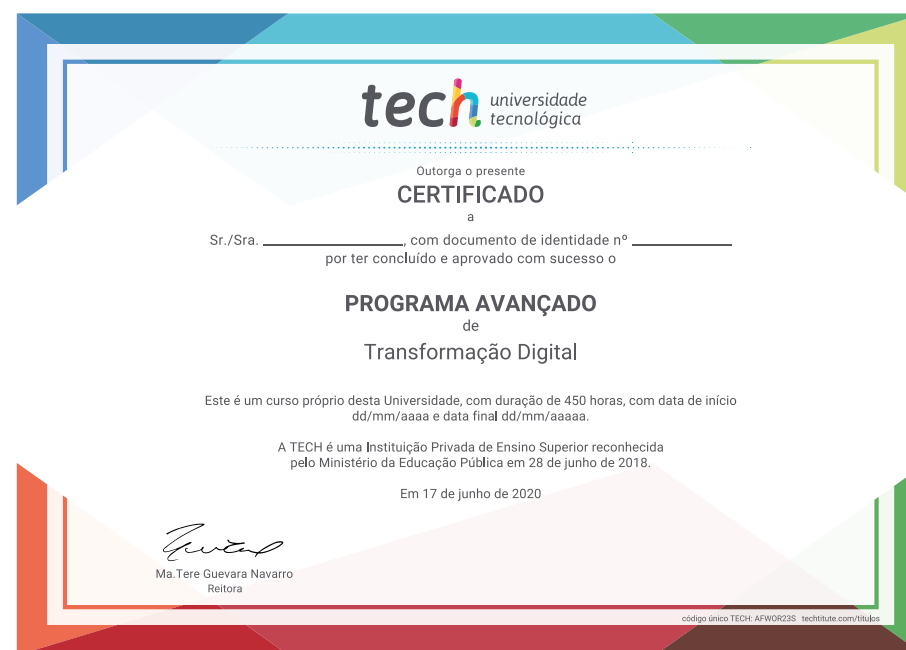 tech universidade
tecnológica
Outorga o presente
CERTIFICADO
a
Sr./Sra. ____________________, com documento de identidade nº ______________
por ter concluído e aprovado com sucesso o
PROGRAMA AVANÇADO
de
Transformação Digital
Este é um curso próprio desta Universidade, com duração de 450 horas, com data de início
dd/mm/aaaa e data final dd/mm/aaaaa.
A TECH é uma Instituição Privada de Ensino Superior reconhecida
pelo Ministério da Educação Pública em 28 de junho de 2018.
Em 17 de junho de 2020
Ma.Tere Guevara Navarro
Reitora
código único TECH: AFWOR23S techtitute.com/titulos